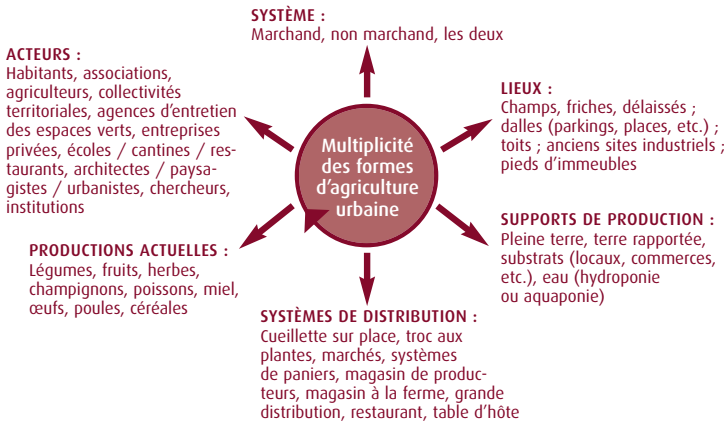 SYSTÈME :
Marchand, non marchand, les deux
ACTEURS :
Habitants, associations,
agriculteurs, collectivités
territoriales, agences d'entretien
des espaces verts, entreprises
privées, écoles / cantines / res-
taurants, architectes / paysa-
gistes / urbanistes, chercheurs,
institutions
LIEUX :
Champs, friches, délaissés ;
dalles (parkings, places, etc.) ;
toits ; anciens sites industriels ;
pieds d'immeubles
Multiplicité
des formes
d'agriculture
urbaine
SUPPORTS DE PRODUCTION :
Pleine terre, terre rapportée,
substrats (locaux, commerces,
etc.), eau (hydroponie
ou aquaponie)
PRODUCTIONS ACTUELLES :
Légumes, fruits, herbes,
champignons, poissons, miel,
œufs, poules, céréales
SYSTÈMES DE DISTRIBUTION :
Cueillette sur place, troc aux
plantes, marchés, systèmes
de paniers, magasin de produc-
teurs, magasin à la ferme, grande
distribution, restaurant, table d'hôte